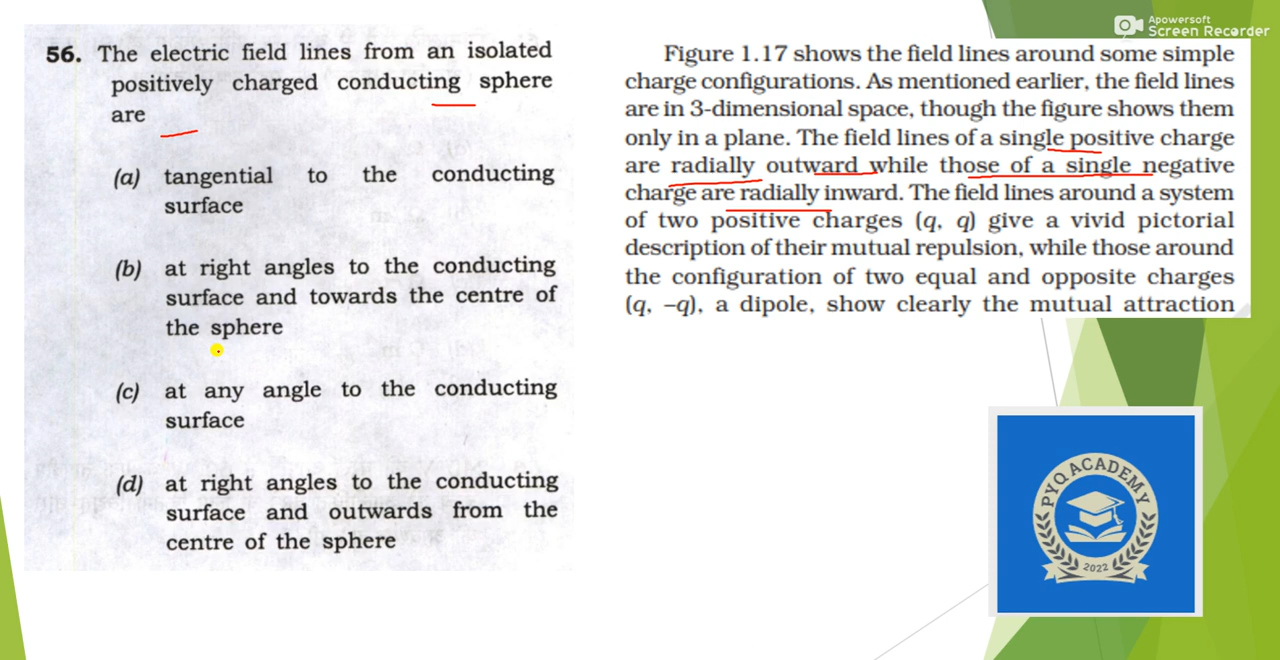 Apowersoft
Screen Recorder
56. The electric field lines from an isolated
positively charged conducting sphere
are
(a) tangential to the conducting
surface
(b) at right angles to the conducting
surface and towards the centre of
the sphere
(c) at any angle to the conducting
surface
(d) at right angles to the conducting
surface and outwards from the
centre of the sphere
Figure 1.17 shows the field lines around some simple
charge configurations. As mentioned earlier, the field lines
are in 3-dimensional space, though the figure shows them
only in a plane. The field lines of a single positive charge
are radially outward while those of a single negative
charge are radially inward. The field lines around a system
of two positive charges (q, q) give a vivid pictorial
description of their mutual repulsion, while those around
the configuration of two equal and opposite charges
(q, –q), a dipole, show clearly the mutual attraction
PYQ ACADEMY
2022